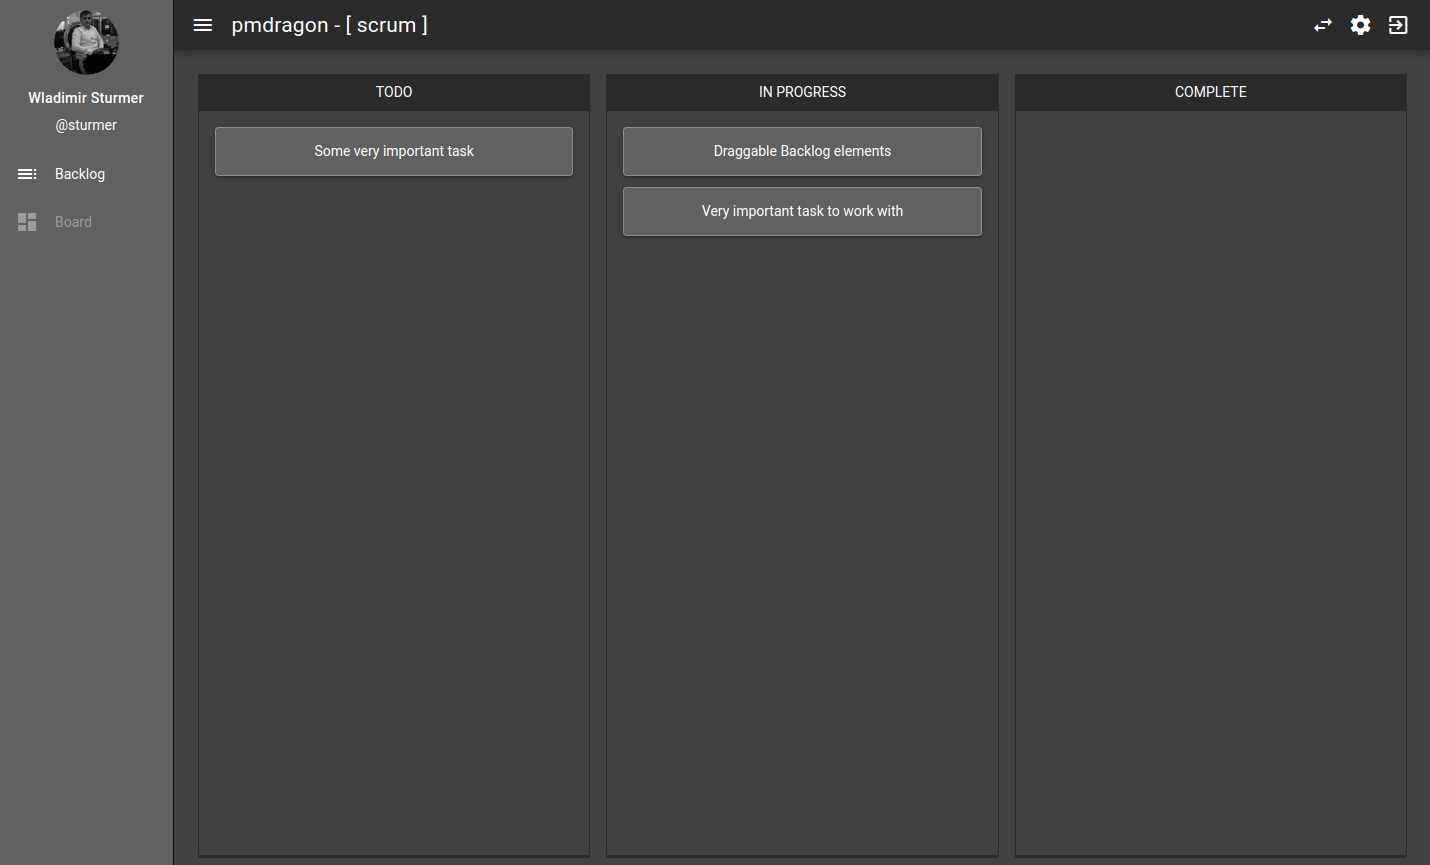 Wladimir Sturmer
@sturmer
Backlog
Board
pmdragon - [ scrum ]
TODO
Some very important task
IN PROGRESS
Draggable Backlog elements
Very important task to work with
COMPLETE